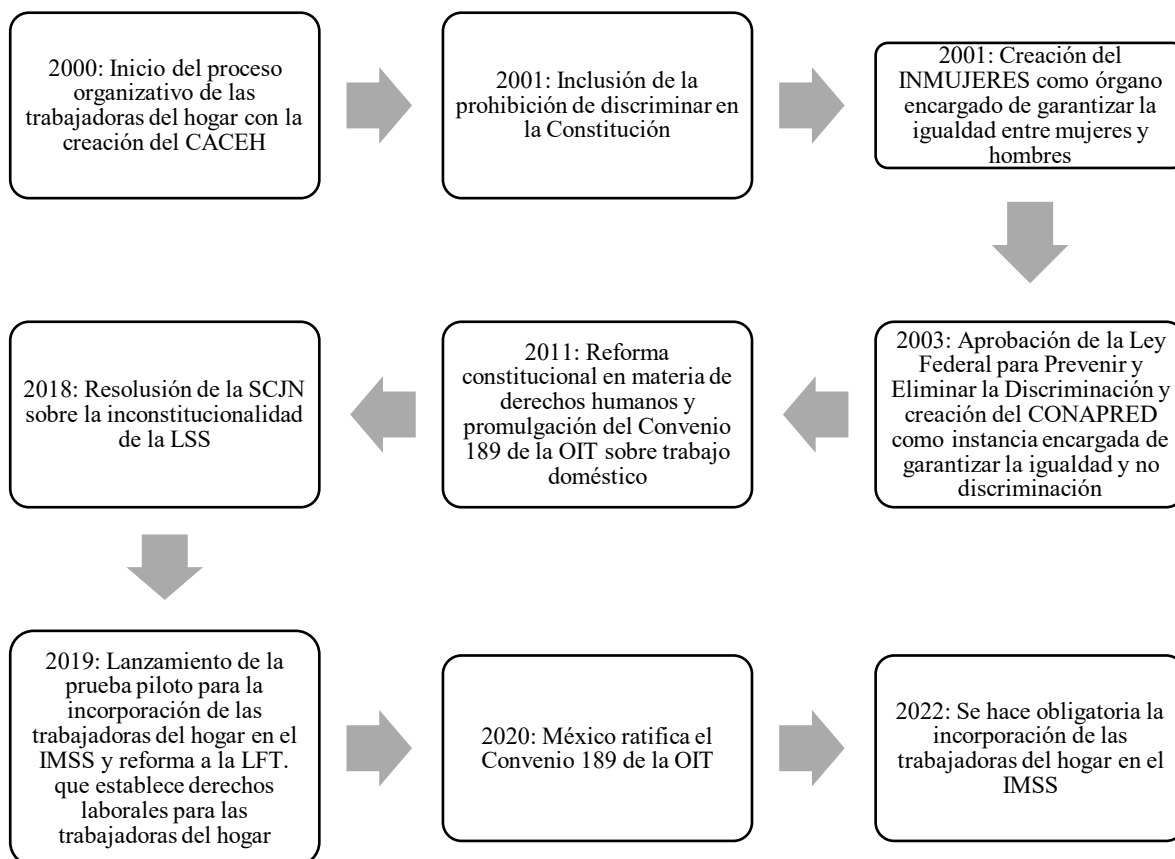 2000: Inicio del proceso
organizativo de las
trabajadoras del hogar con la
creación del CACEH
2001: Inclusión de la
prohibición de discriminar en
la Constitución
2001: Creación del
INMUJERES como órgano
encargado de garantizar la
igualdad entre mujeres y
hombres
2003: Aprobación de la Ley
Federal para Prevenir y
Eliminar la Discriminación y
creación del CONAPRED
como instancia encargada de
garantizar la igualdad y no
discriminación
2011: Reforma
constitucional en materia de
derechos humanos y
promulgación del Convenio
189 de la OIT sobre trabajo
doméstico
2018: Resolución de la SCJN
sobre la inconstitucionalidad
de la LSS
2019: Lanzamiento de la
prueba piloto para la
incorporación de las
trabajadoras del hogar en el
IMSS y reforma a la LFT.
que establece derechos
laborales para las
trabajadoras del hogar
2020: México ratifica el
Convenio 189 de la OIT
2022: Se hace obligatoria la
incorporación de las
trabajadoras del hogar en el
IMSS